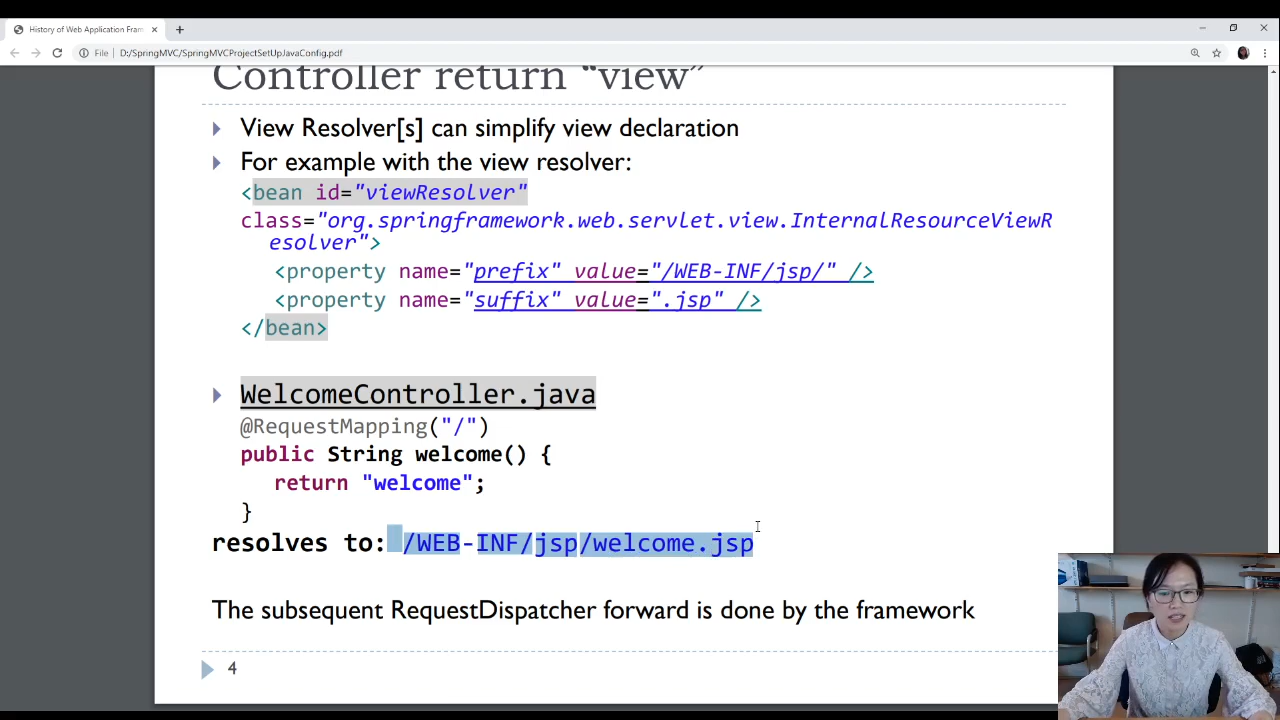 History of Web Application Fram
File
D:/SpringMVC/SpringMVCProjectSetUpJavaConfig.pdf
Controller return “view”
View Resolver[s] can simplify view declaration
For example with the view resolver:
<bean id="viewResolver"
class="org.springframework.web.servlet.view.InternalResourceViewR
esolver">
<property name="prefix" value="/WEB-INF/jsp/" />
<property name="suffix" value=".jsp" />
</bean>
WelcomeController.java
@RequestMapping("/")
public String welcome() {
return "welcome";
}
resolves to: /WEB-INF/jsp/welcome.jsp
The subsequent RequestDispatcher forward is done by the framework
4